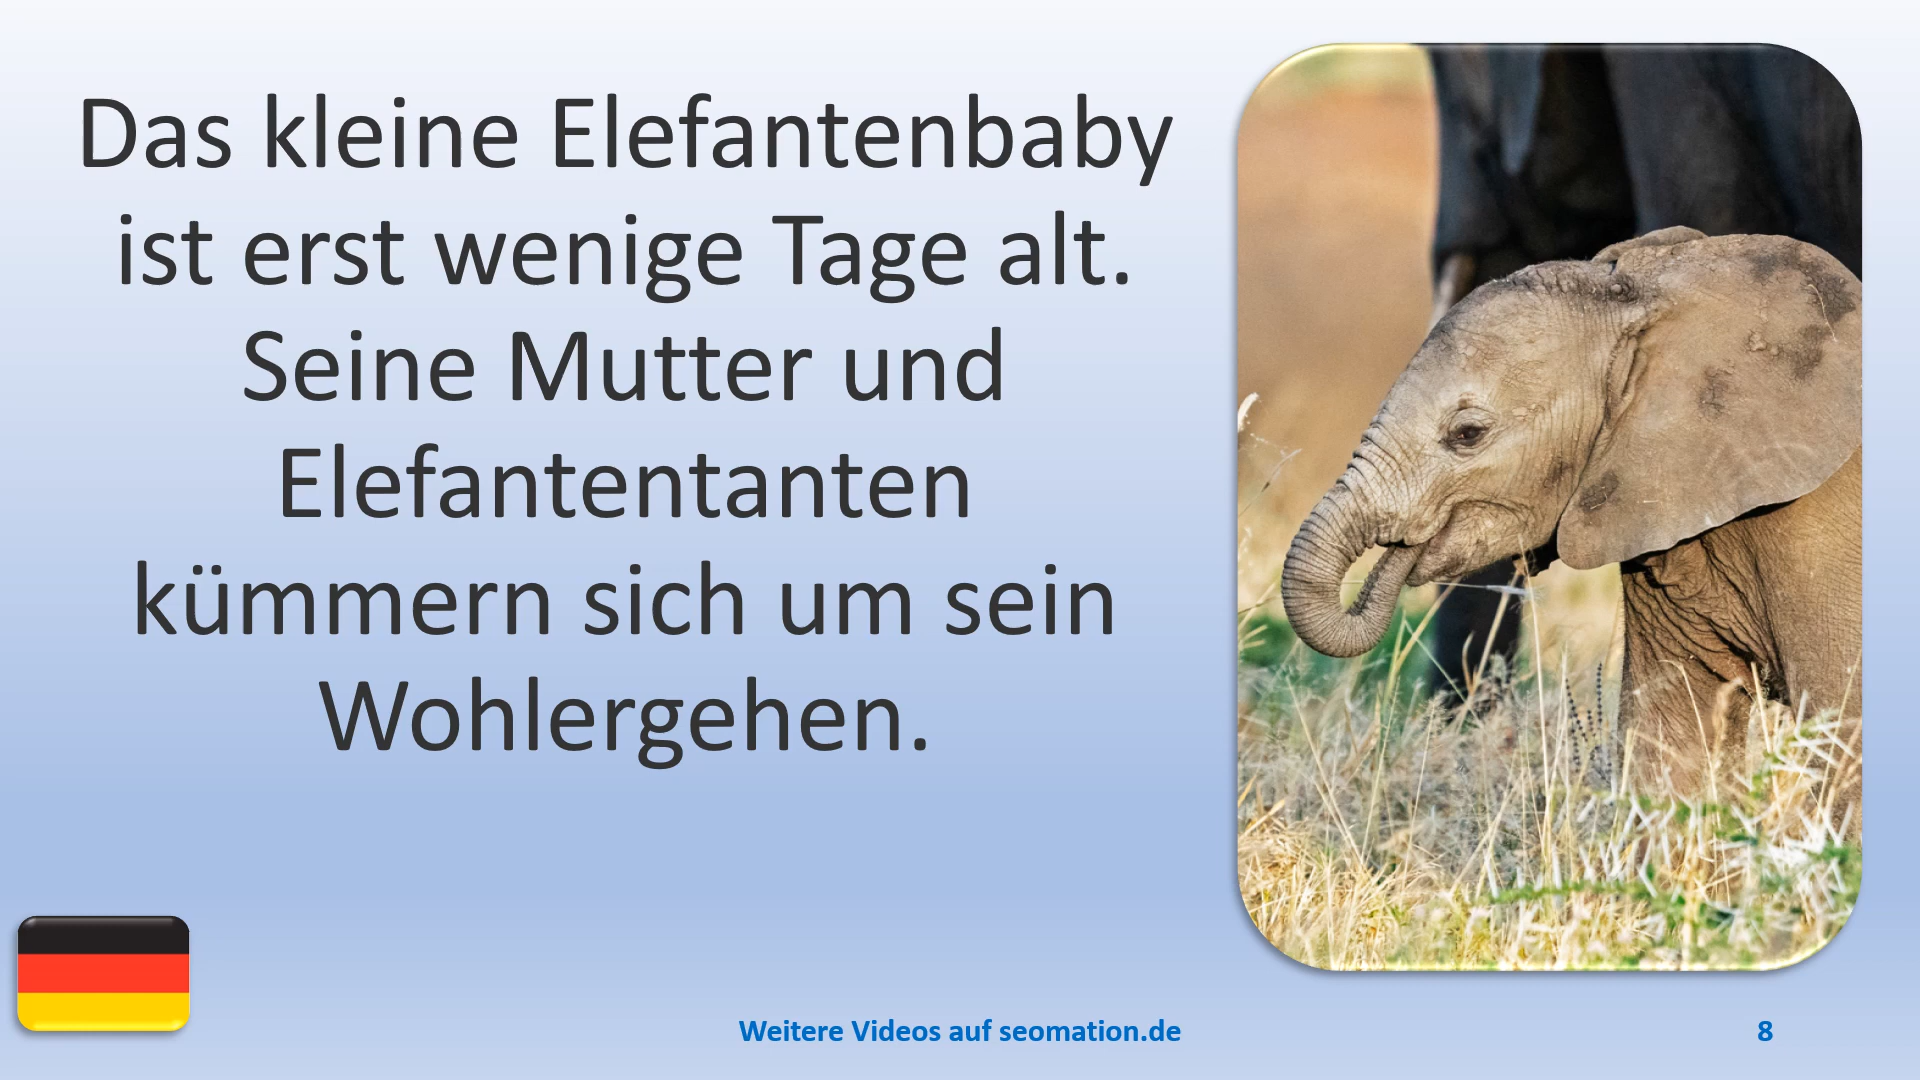 Das kleine Elefantenbaby
ist erst wenige Tage alt.
Seine Mutter und
Elefantentanten
kümmern sich um sein
Wohlergehen.
Weitere Videos auf seomation.de
8